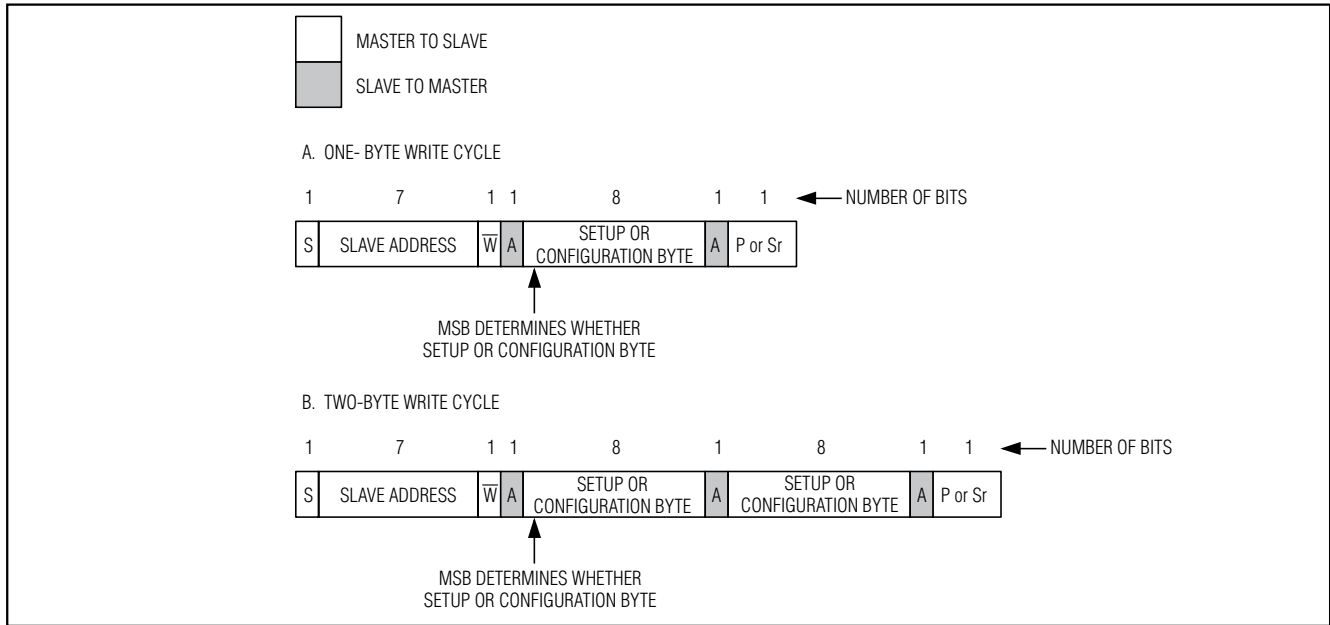 MASTER TO SLAVE
SLAVE TO MASTER
A. ONE- BYTE WRITE CYCLE
1 7 1 1 8 1 1 NUMBER OF BITS
S SLAVE ADDRESS W̅ A SETUP OR CONFIGURATION BYTE A P or Sr
MSB DETERMINES WHETHER
SETUP OR CONFIGURATION BYTE
B. TWO-BYTE WRITE CYCLE
1 7 1 1 8 1 8 1 1 NUMBER OF BITS
S SLAVE ADDRESS W̅ A SETUP OR CONFIGURATION BYTE A SETUP OR CONFIGURATION BYTE A P or Sr
MSB DETERMINES WHETHER
SETUP OR CONFIGURATION BYTE